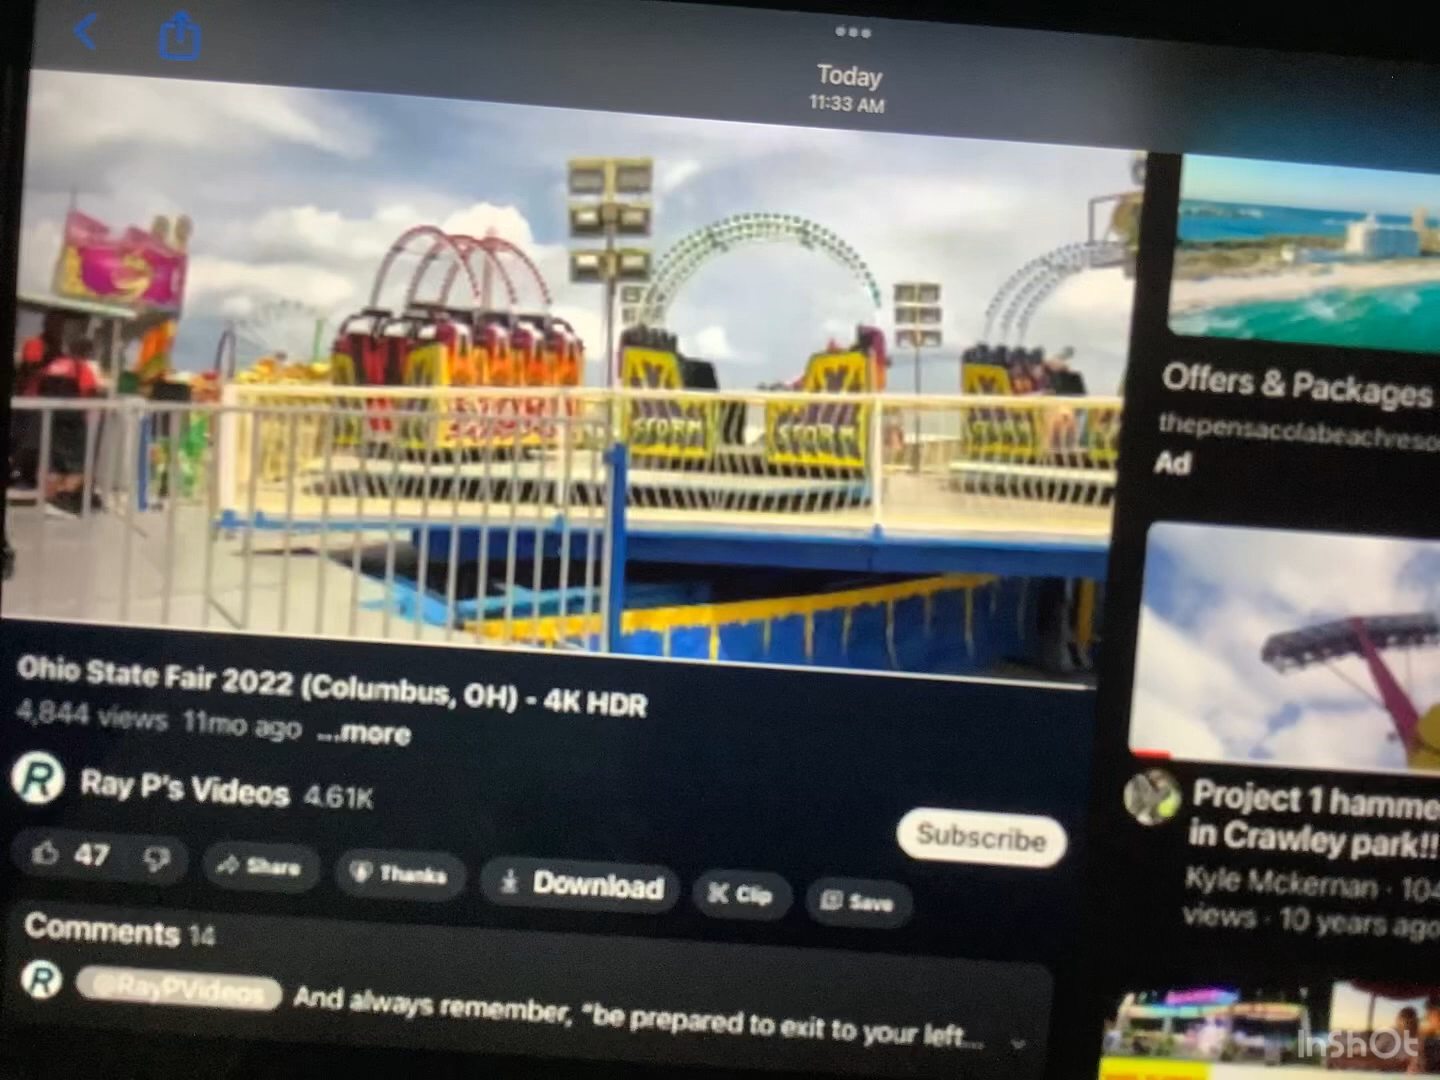 Today
11:33 AM
STORM
STORM
Offers & Packages
Ad
Ohio State Fair 2022 (Columbus, OH) - 4K HDR
4,844 views 11mo ago ...more
R
Ray P's Videos 4.61K
Subscribe
47
Share
Thanks
Download
Clip
Save
Project 1 hamme
in Crawley park!!
Kyle Mckernan · 104
views · 10 years ago
Comments 14
R
@RayPVideos And always remember, "be prepared to exit to your left...
InShOt